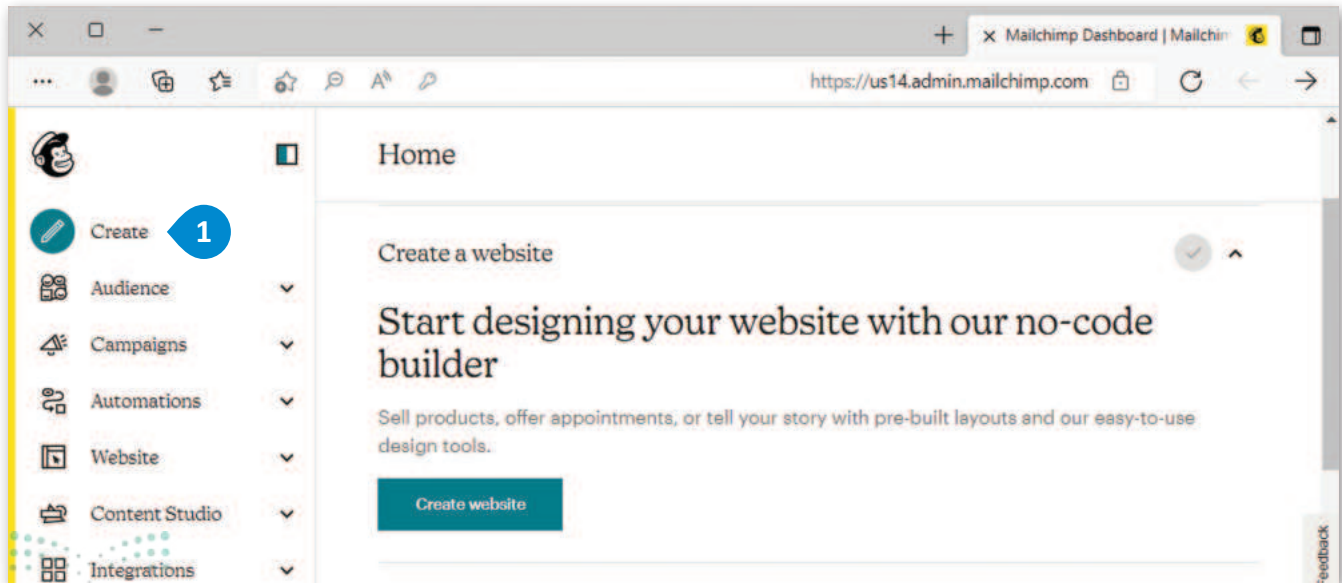 Mailchimp Dashboard | Mailchim
https://us14.admin.mailchimp.com
Home
Create
1
Audience
Campaigns
Automations
Website
Content Studio
Integrations
Create a website
Start designing your website with our no-code
builder
Sell products, offer appointments, or tell your story with pre-built layouts and our easy-to-use
design tools.
Create website
Feedback